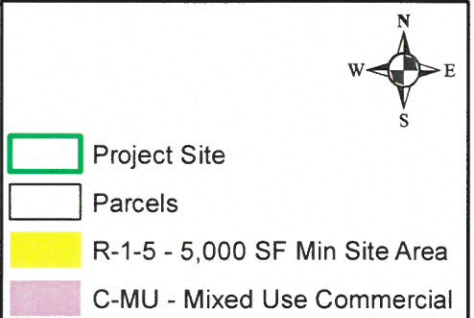 N
W E
S
Project Site
Parcels
R-1-5 - 5,000 SF Min Site Area
C-MU - Mixed Use Commercial